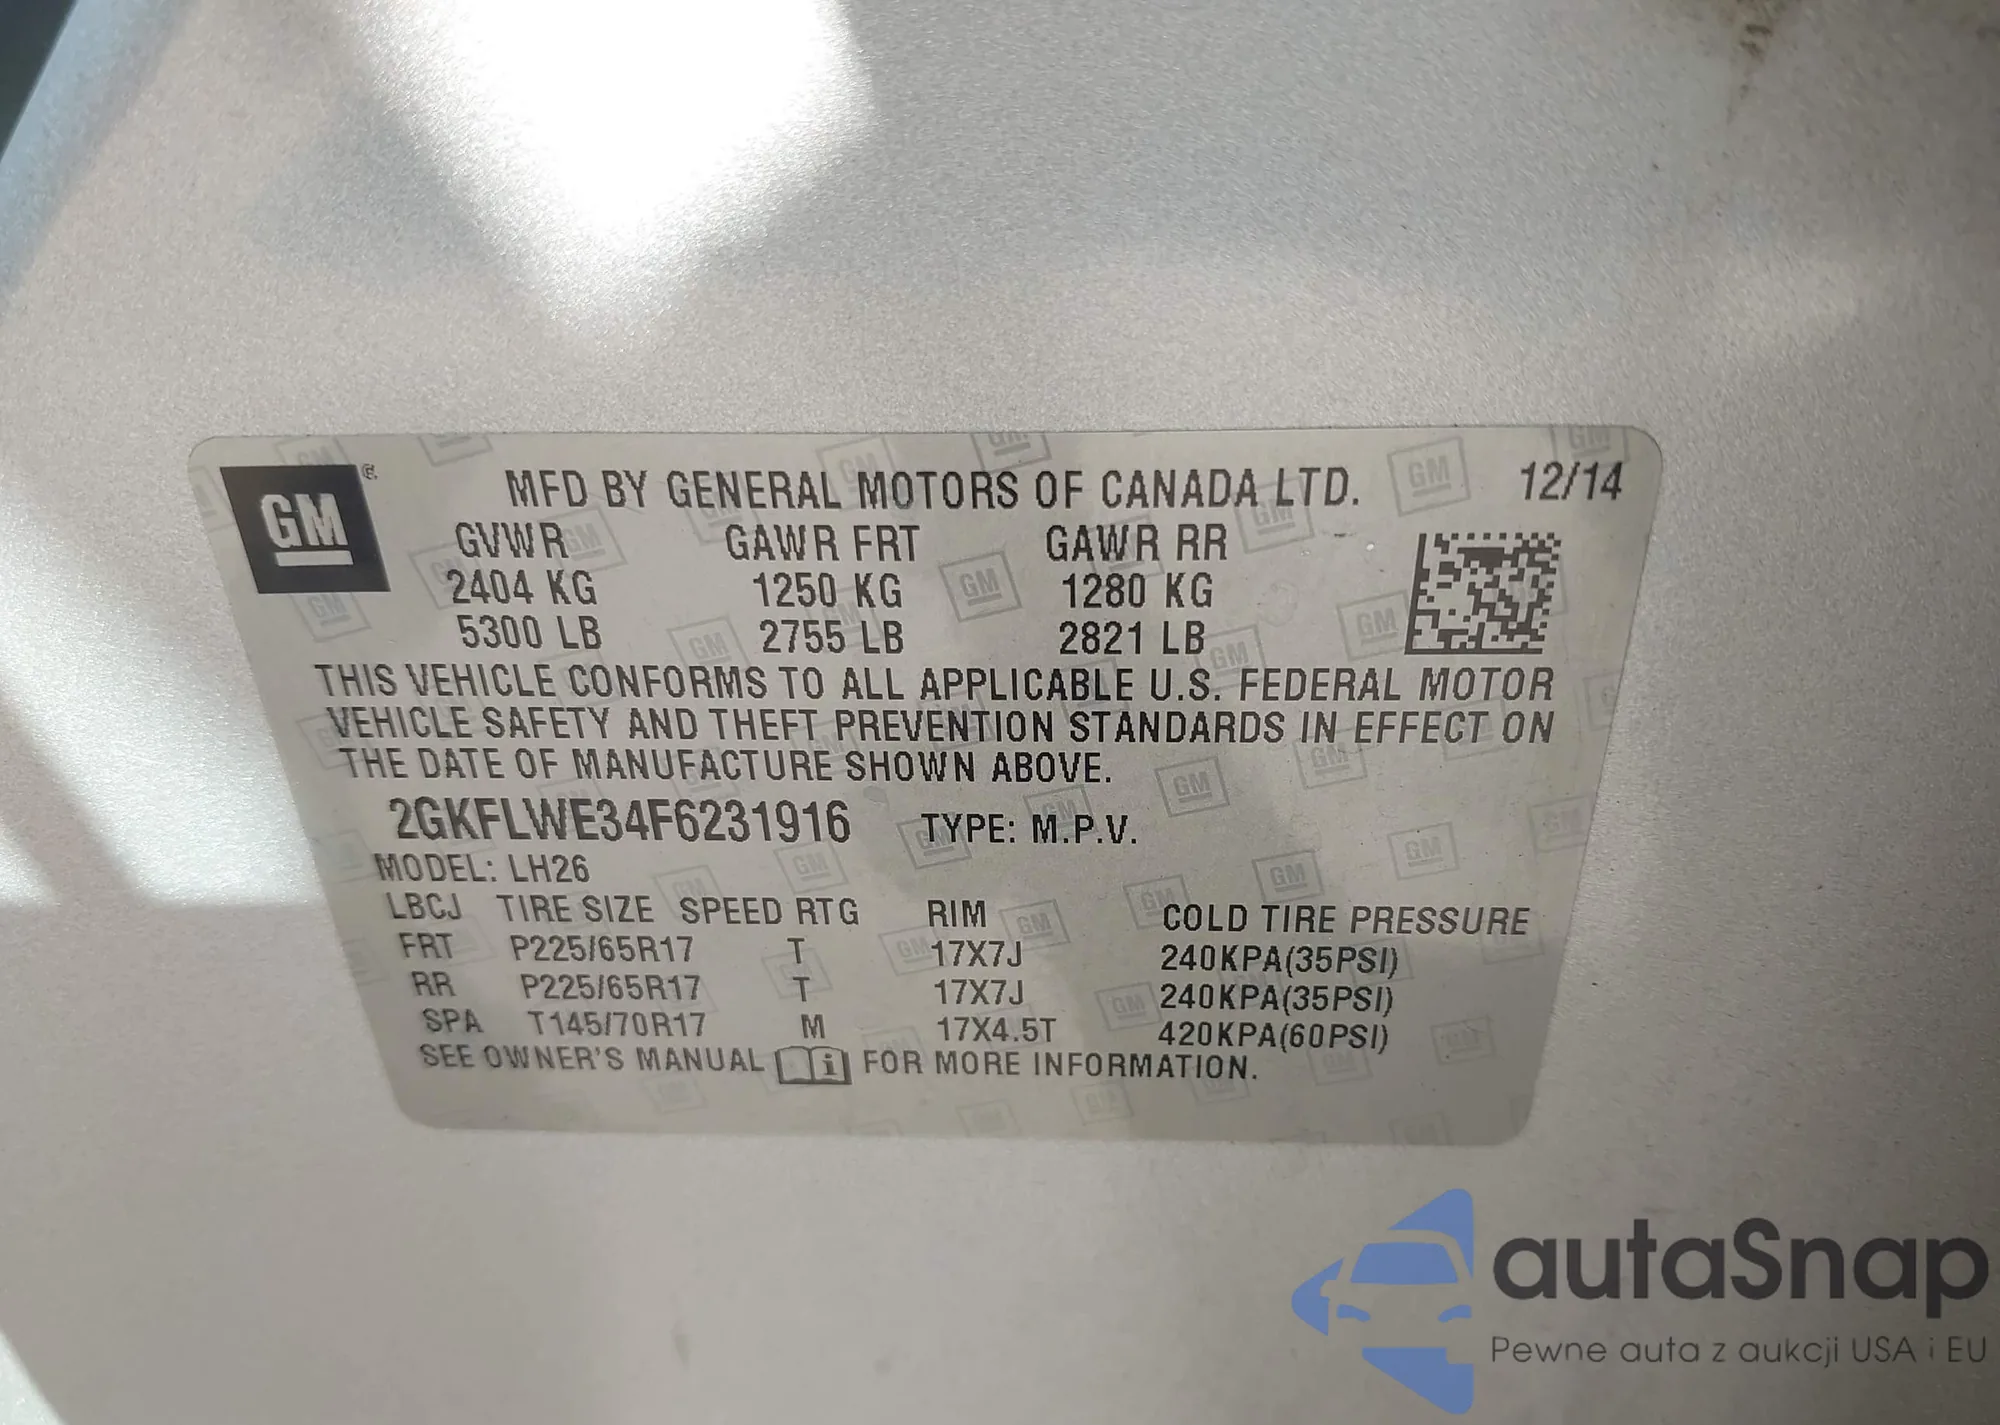 GM
MFD BY GENERAL MOTORS OF CANADA LTD. 12/14
GVWR GAWR FRT GAWR RR
2404 KG 1250 KG 1280 KG
5300 LB 2755 LB 2821 LB
THIS VEHICLE CONFORMS TO ALL APPLICABLE U.S. FEDERAL MOTOR
VEHICLE SAFETY AND THEFT PREVENTION STANDARDS IN EFFECT ON
THE DATE OF MANUFACTURE SHOWN ABOVE.
2GKFLWE34F6231916 TYPE: M.P.V.
MODEL: LH26
LBCJ TIRE SIZE SPEED RTG RIM COLD TIRE PRESSURE
FRT P225/65R17 T 17X7J 240KPA(35PSI)
RR P225/65R17 T 17X7J 240KPA(35PSI)
SPA T145/70R17 M 17X4.5T 420KPA(60PSI)
SEE OWNER'S MANUAL i FOR MORE INFORMATION.
autaSnap
Pewne auta z aukcji USA i EU